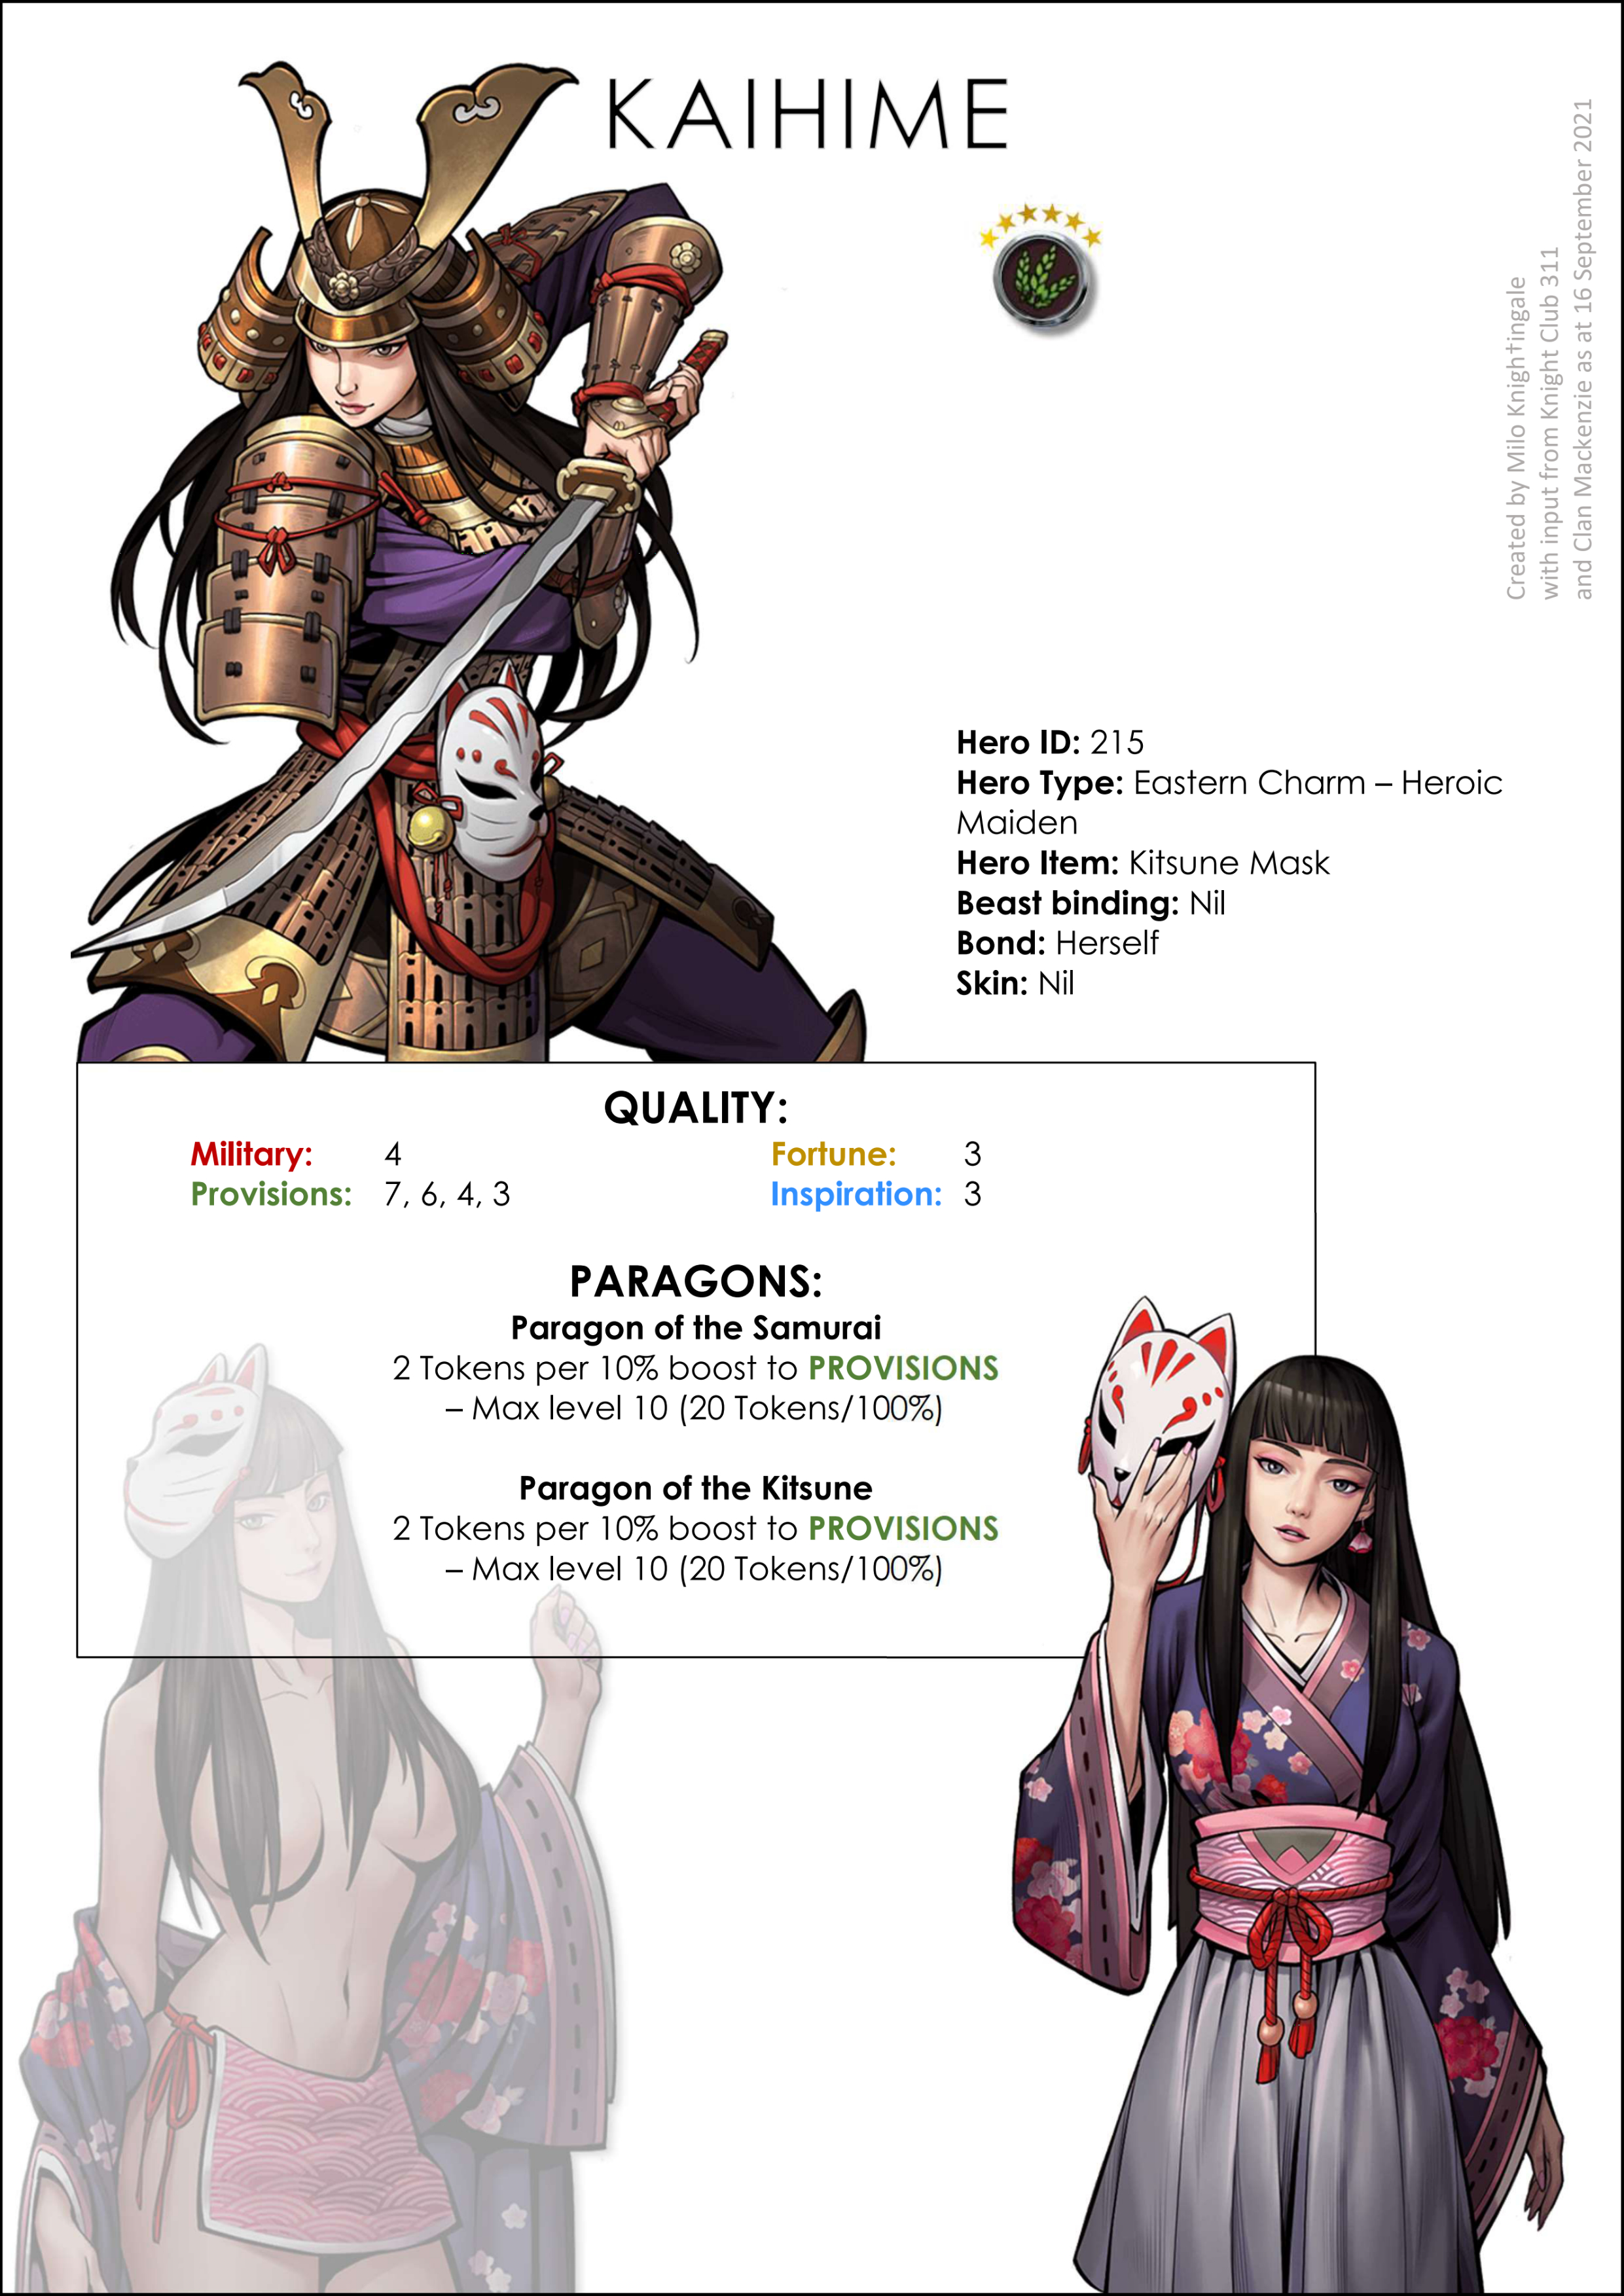 KAIHIME
Created by Milo Knigh†ingale
with input from Knight Club 311
and Clan Mackenzie as at 16 September 2021
Hero ID: 215
Hero Type: Eastern Charm – Heroic
Maiden
Hero Item: Kitsune Mask
Beast binding: Nil
Bond: Herself
Skin: Nil
QUALITY:
Military: 4 Fortune: 3
Provisions: 7, 6, 4, 3 Inspiration: 3
PARAGONS:
Paragon of the Samurai
2 Tokens per 10% boost to PROVISIONS
– Max level 10 (20 Tokens/100%)
Paragon of the Kitsune
2 Tokens per 10% boost to PROVISIONS
– Max level 10 (20 Tokens/100%)